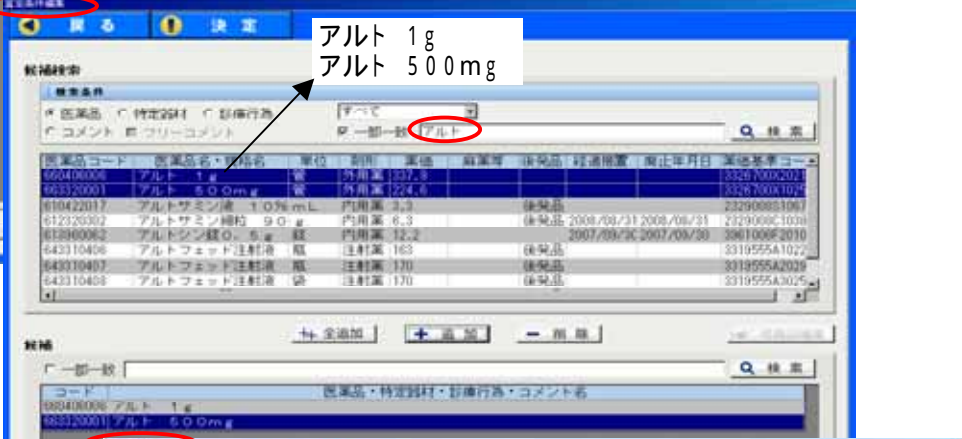 選定条件編集
戻る 決定
アルト 1g
アルト 500mg
候補検索
検索条件
医薬品 特定器材 診療行為 すべて
コメント フリーコメント 一部一致 アルト 検索
医薬品コード 医薬品名・規格名 単位 剤形 薬価 麻薬等 後発品 経過措置 廃止年月日 薬価基準コー
660406006 アルト 1g 管 外用薬 337.9 3326700X2021
663320001 アルト 500mg 管 外用薬 224.6 3326700X1025
610422017 アルトサミン液 10% mL 内用薬 3.3 後発品 2329008S1067
612320302 アルトサミン細粒 90 g 内用薬 6.3 後発品 2008/08/31 2008/08/31 2329008C1038
613960062 アルトシン錠0.5g 錠 内用薬 12.2 3961006F2010
643310406 アルトフェッド注射液 瓶 注射薬 163 後発品 3319555A1022
643310407 アルトフェッド注射液 瓶 注射薬 170 後発品 3319555A2029
643310408 アルトフェッド注射液 袋 注射薬 170 後発品 3319555A3025
全追加 追加 削除
候補
一部一致 検索
コード 医薬品・特定器材・診療行為・コメント名
660406006 アルト 1g
663320001 アルト 500mg